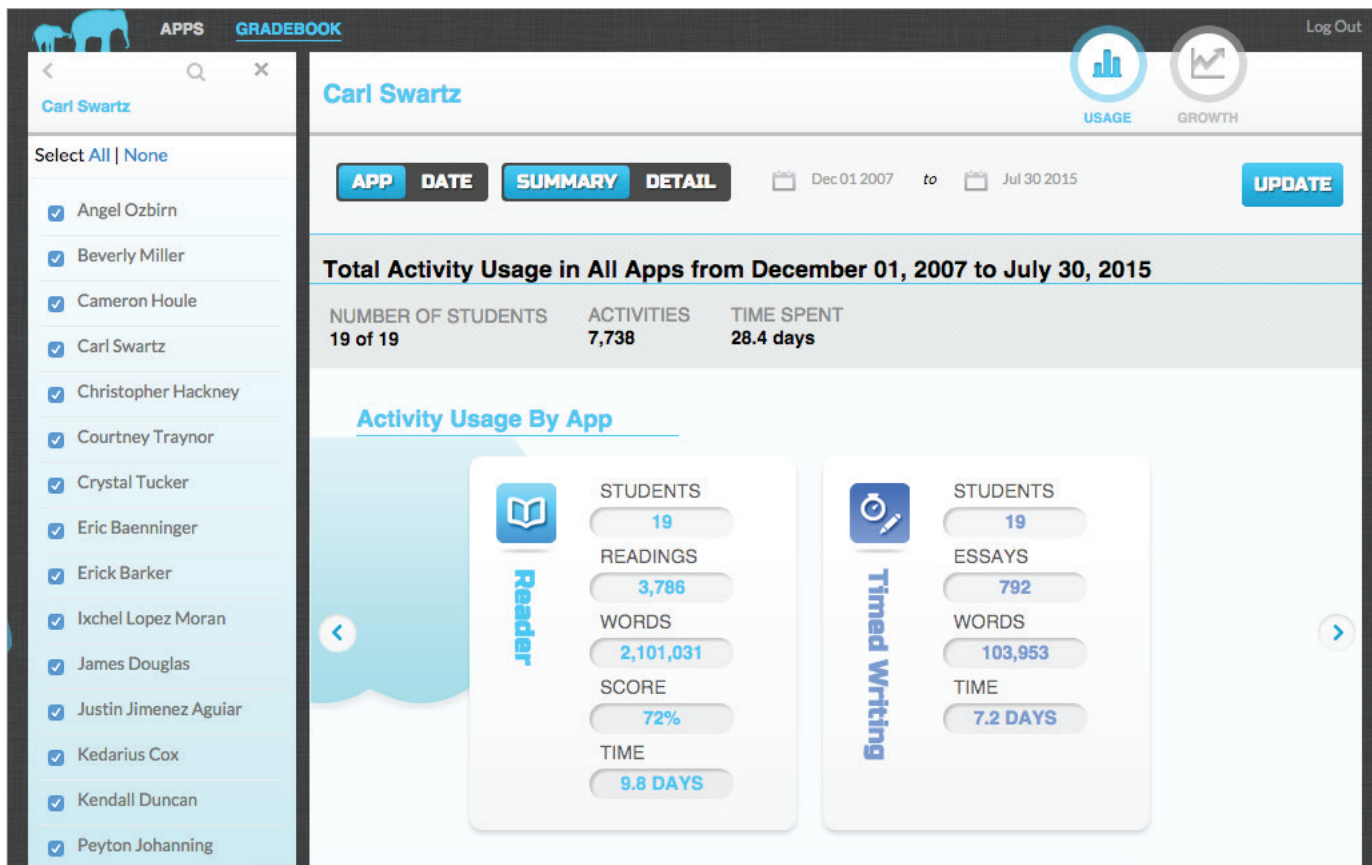 APPS GRADEBOOK Log Out
Carl Swartz
Select All | None
Angel Ozbirn
Beverly Miller
Cameron Houle
Carl Swartz
Christopher Hackney
Courtney Traynor
Crystal Tucker
Eric Baenninger
Erick Barker
Ixchel Lopez Moran
James Douglas
Justin Jimenez Aguiar
Kedarius Cox
Kendall Duncan
Peyton Johanning
Carl Swartz
USAGE GROWTH
APP DATE SUMMARY DETAIL Dec 01 2007 to Jul 30 2015 UPDATE
Total Activity Usage in All Apps from December 01, 2007 to July 30, 2015
NUMBER OF STUDENTS ACTIVITIES TIME SPENT
19 of 19 7,738 28.4 days
Activity Usage By App
Reader
STUDENTS
19
READINGS
3,786
WORDS
2,101,031
SCORE
72%
TIME
9.8 DAYS
Timed Writing
STUDENTS
19
ESSAYS
792
WORDS
103,953
TIME
7.2 DAYS